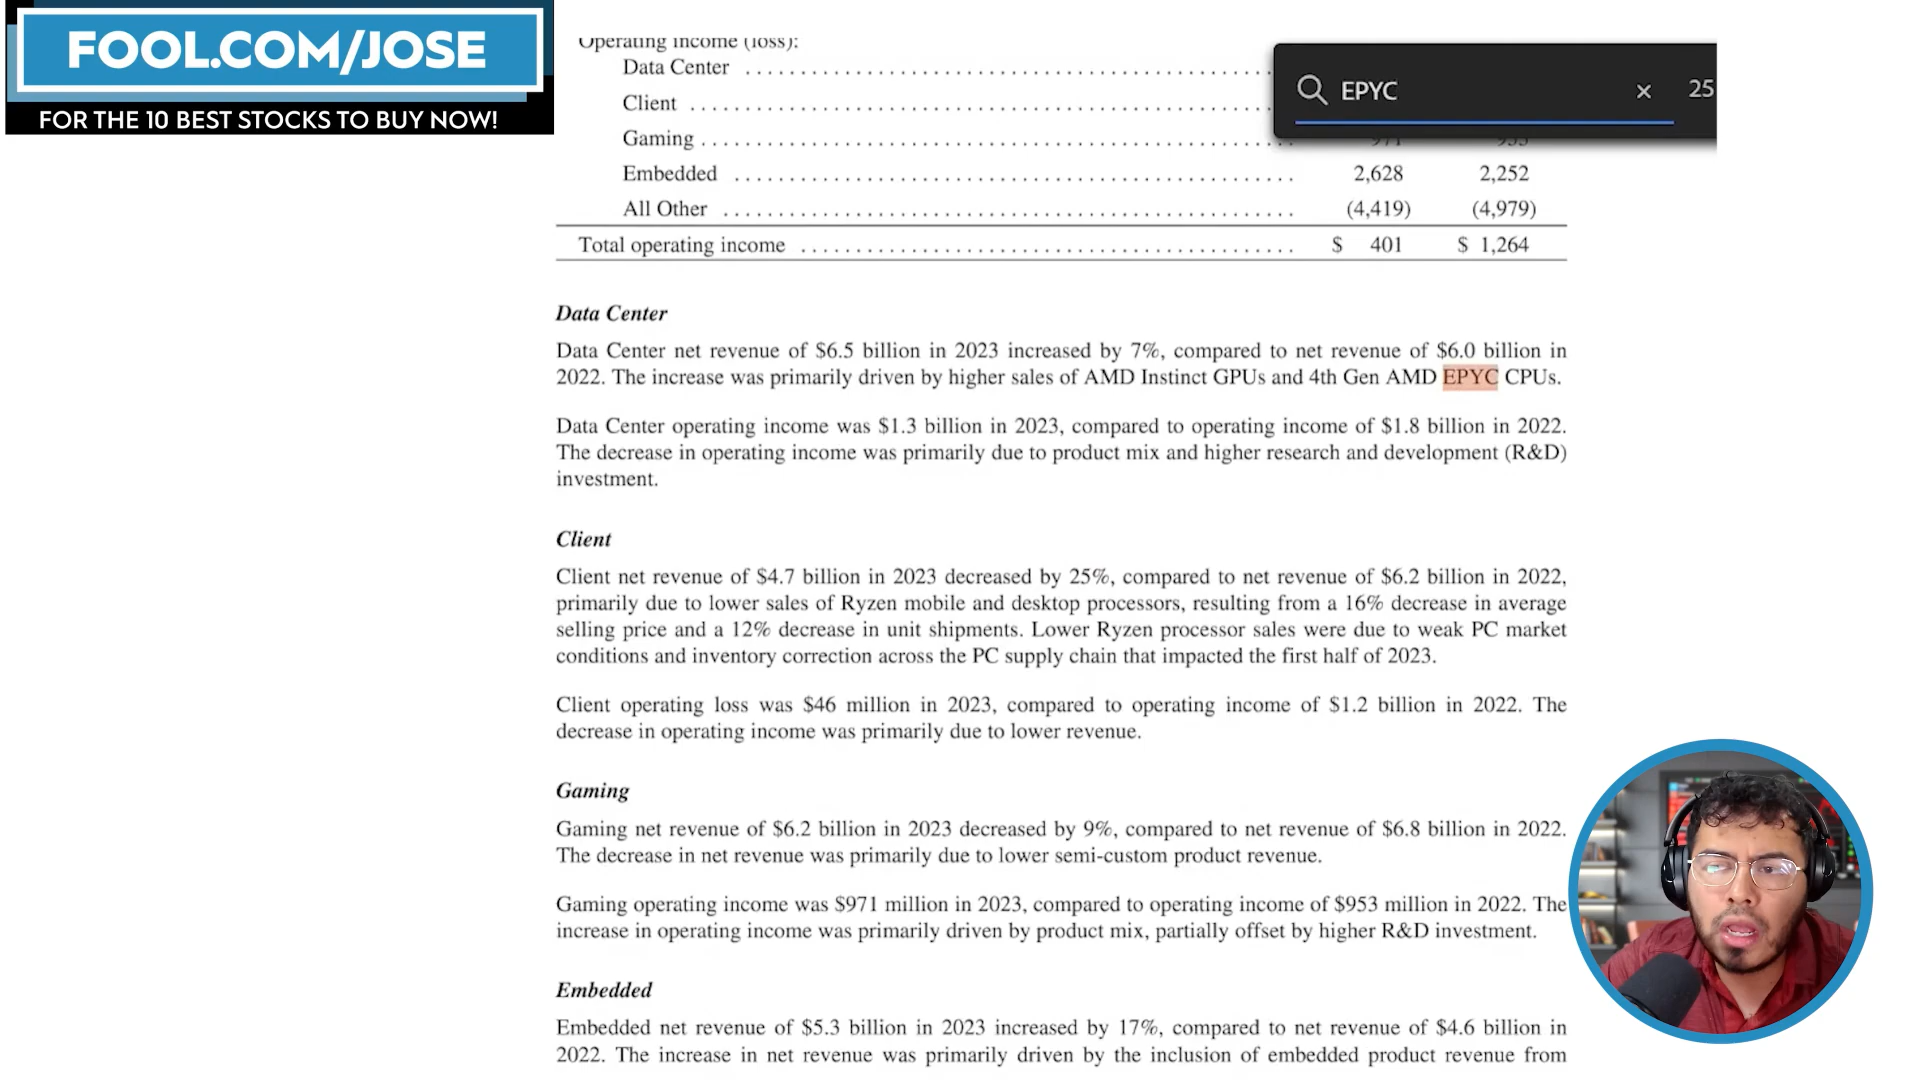 FOOL.COM/JOSE
FOR THE 10 BEST STOCKS TO BUY NOW!
EPYC × 25
Operating income (loss):
Data Center
Client
Gaming 971 953
Embedded 2,628 2,252
All Other (4,419) (4,979)
Total operating income $ 401 $ 1,264
Data Center
Data Center net revenue of $6.5 billion in 2023 increased by 7%, compared to net revenue of $6.0 billion in
2022. The increase was primarily driven by higher sales of AMD Instinct GPUs and 4th Gen AMD EPYC CPUs.
Data Center operating income was $1.3 billion in 2023, compared to operating income of $1.8 billion in 2022.
The decrease in operating income was primarily due to product mix and higher research and development (R&D)
investment.
Client
Client net revenue of $4.7 billion in 2023 decreased by 25%, compared to net revenue of $6.2 billion in 2022,
primarily due to lower sales of Ryzen mobile and desktop processors, resulting from a 16% decrease in average
selling price and a 12% decrease in unit shipments. Lower Ryzen processor sales were due to weak PC market
conditions and inventory correction across the PC supply chain that impacted the first half of 2023.
Client operating loss was $46 million in 2023, compared to operating income of $1.2 billion in 2022. The
decrease in operating income was primarily due to lower revenue.
Gaming
Gaming net revenue of $6.2 billion in 2023 decreased by 9%, compared to net revenue of $6.8 billion in 2022.
The decrease in net revenue was primarily due to lower semi-custom product revenue.
Gaming operating income was $971 million in 2023, compared to operating income of $953 million in 2022. The
increase in operating income was primarily driven by product mix, partially offset by higher R&D investment.
Embedded
Embedded net revenue of $5.3 billion in 2023 increased by 17%, compared to net revenue of $4.6 billion in
2022. The increase in net revenue was primarily driven by the inclusion of embedded product revenue from